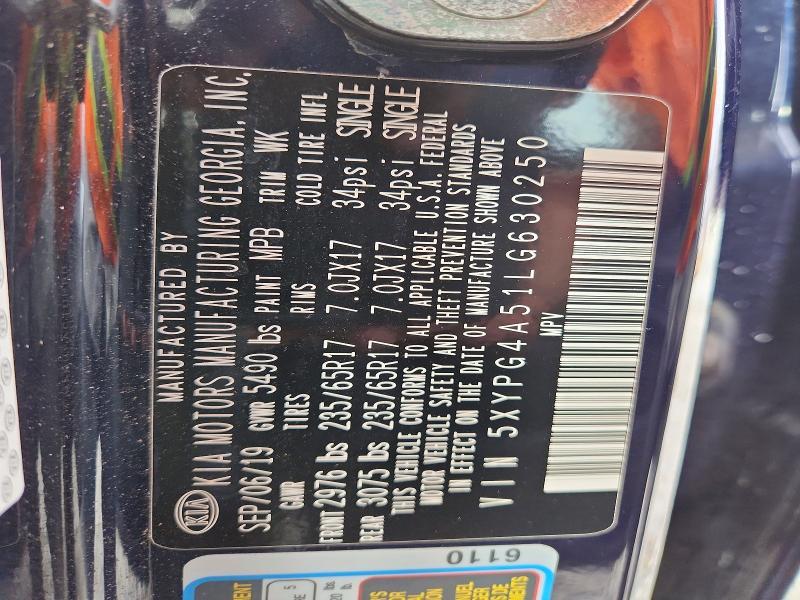 MANUFACTURED BY
KIA KIA MOTORS MANUFACTURING GEORGIA, INC.
SEP/06/19 GVWR 5490 lbs PAINT MPB TRIM WK
GAWR TIRES RIMS COLD TIRE INFL
FRONT 2976 lbs 235/65R17 7.0JX17 34psi SINGLE
REAR 3075 lbs 235/65R17 7.0JX17 34psi SINGLE
THIS VEHICLE CONFORMS TO ALL APPLICABLE U.S.A. FEDERAL
MOTOR VEHICLE SAFETY AND THEFT PREVENTION STANDARDS
IN EFFECT ON THE DATE OF MANUFACTURE SHOWN ABOVE
VIN 5XYPG4A51LG630250
MPV
6110